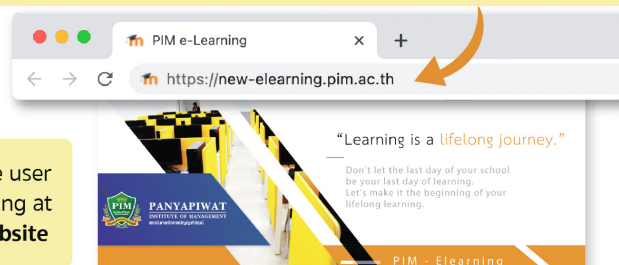 PIM e-Learning
https://new-elearning.pim.ac.th
"Learning is a lifelong journey."
Don't let the last day of your school
be your last day of learning.
Let's make it the beginning of your
lifelong learning.
user
ng at
bsite
PIM
PANYAPIWAT
INSTITUTE OF MANAGEMENT
PIM - Elearning